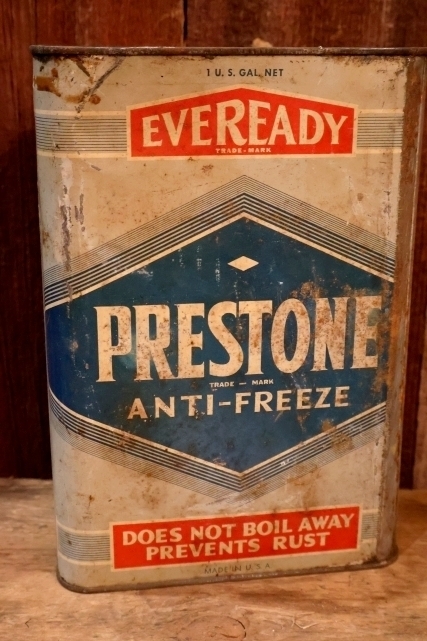 1 U. S. GAL. NET
EVEREADY
TRADE-MARK
PRESTONE
TRADE — MARK
ANTI-FREEZE
DOES NOT BOIL AWAY
PREVENTS RUST
MADE IN U.S.A.